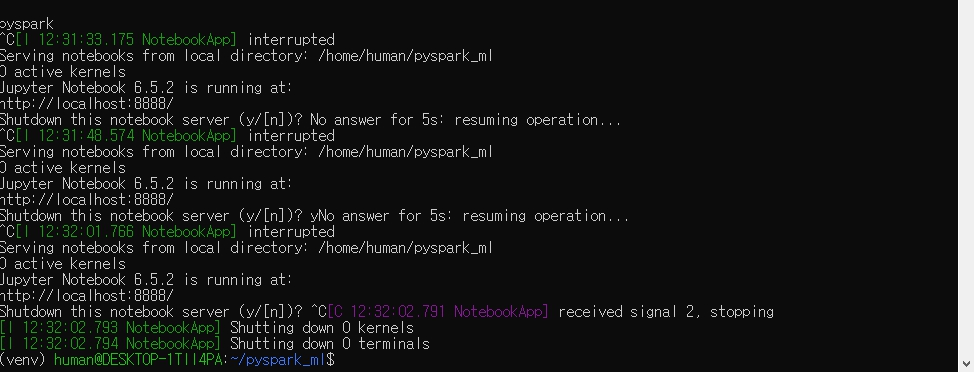 pyspark
^C[I 12:31:33.175 NotebookApp] interrupted
Serving notebooks from local directory: /home/human/pyspark_ml
0 active kernels
Jupyter Notebook 6.5.2 is running at:
http://localhost:8888/
Shutdown this notebook server (y/[n])? No answer for 5s: resuming operation...
^C[I 12:31:48.574 NotebookApp] interrupted
Serving notebooks from local directory: /home/human/pyspark_ml
0 active kernels
Jupyter Notebook 6.5.2 is running at:
http://localhost:8888/
Shutdown this notebook server (y/[n])? yNo answer for 5s: resuming operation...
^C[I 12:32:01.766 NotebookApp] interrupted
Serving notebooks from local directory: /home/human/pyspark_ml
0 active kernels
Jupyter Notebook 6.5.2 is running at:
http://localhost:8888/
Shutdown this notebook server (y/[n])? ^C[C 12:32:02.791 NotebookApp] received signal 2, stopping
[I 12:32:02.793 NotebookApp] Shutting down 0 kernels
[I 12:32:02.794 NotebookApp] Shutting down 0 terminals
(venv) human@DESKTOP-1TII4PA:~/pyspark_ml$